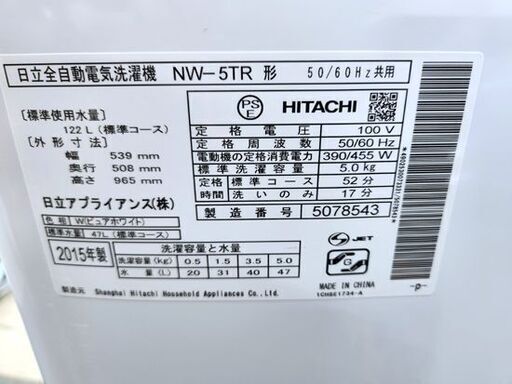 日立全自動電気洗濯機 NW-5TR 形 50/60Hz共用
[標準使用水量]
122L(標準コース)
[外形寸法]
幅 539 mm
奥行 508 mm
高さ 965 mm
日立アプライアンス(株)
色柄 W(ピュアホワイト)
標準水量 47L(標準コース)
PS
E
HITACHI
定格電圧 100 V
定格周波数 50/60 Hz
電動機の定格消費電力 390/455 W
標準洗濯容量 5.0 kg
定格時間 標準コース 52 分
洗いのみ 17 分
製造番号 5078543
2015年製
洗濯容量と水量
洗濯容量(kg) 0.5 1.5 3.5 5.0
水量(L) 20 31 40 47
JET
G
MADE IN CHINA
製造元 Shanghai Hitachi Household Appliances Co., Ltd.
-p-